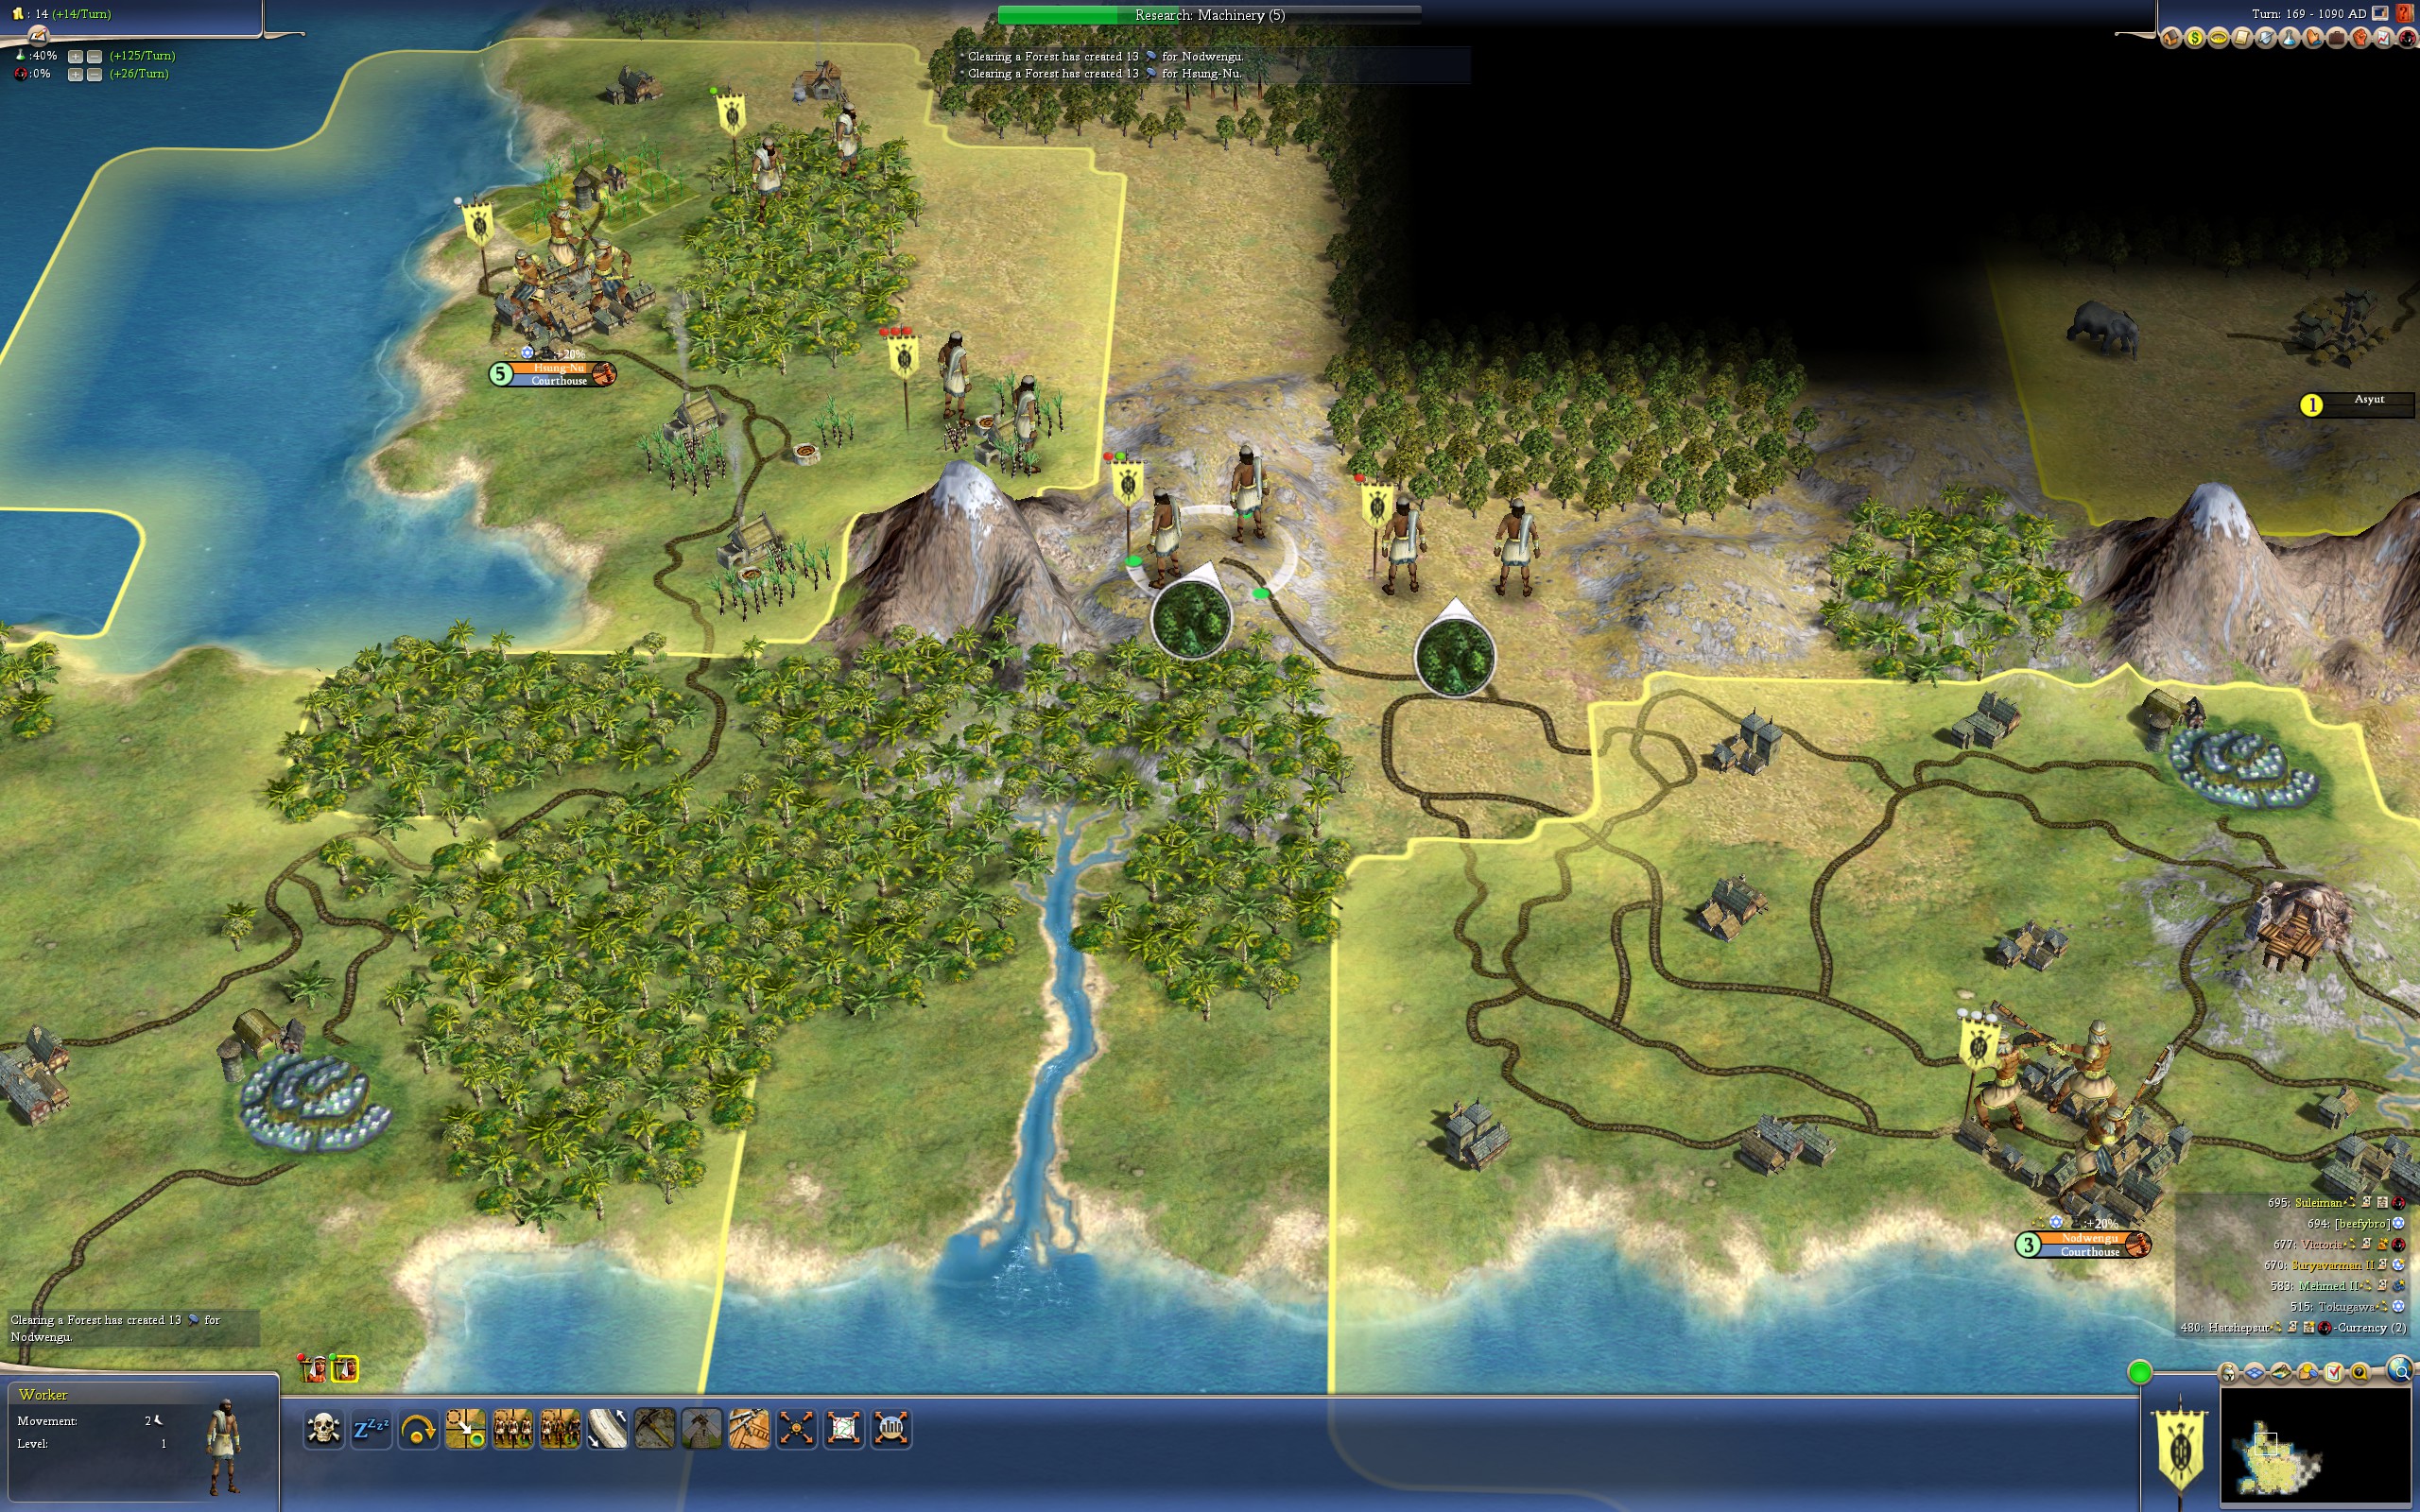 : 14 (+14/Turn)
:40% (+125/Turn)
:0% (+26/Turn)
Research: Machinery (5)
Turn: 169 - 1090 AD
Clearing a Forest has created 13 for Nodwengu.
Clearing a Forest has created 13 for Hsung-Nu.
+20%
5 Hsung-Nu
Courthouse
1 Asyut
:+20%
3 Nodwengu
Courthouse
695: Suleiman
694: [beefybro]
677: Victoria
670: Suryavarman II
583: Mehmed II
515: Tokugawa
480: Hatshepsut -Currency (2)
Clearing a Forest has created 13 for
Nodwengu.
Worker
Movement: 2
Level: 1
ZZZZZ